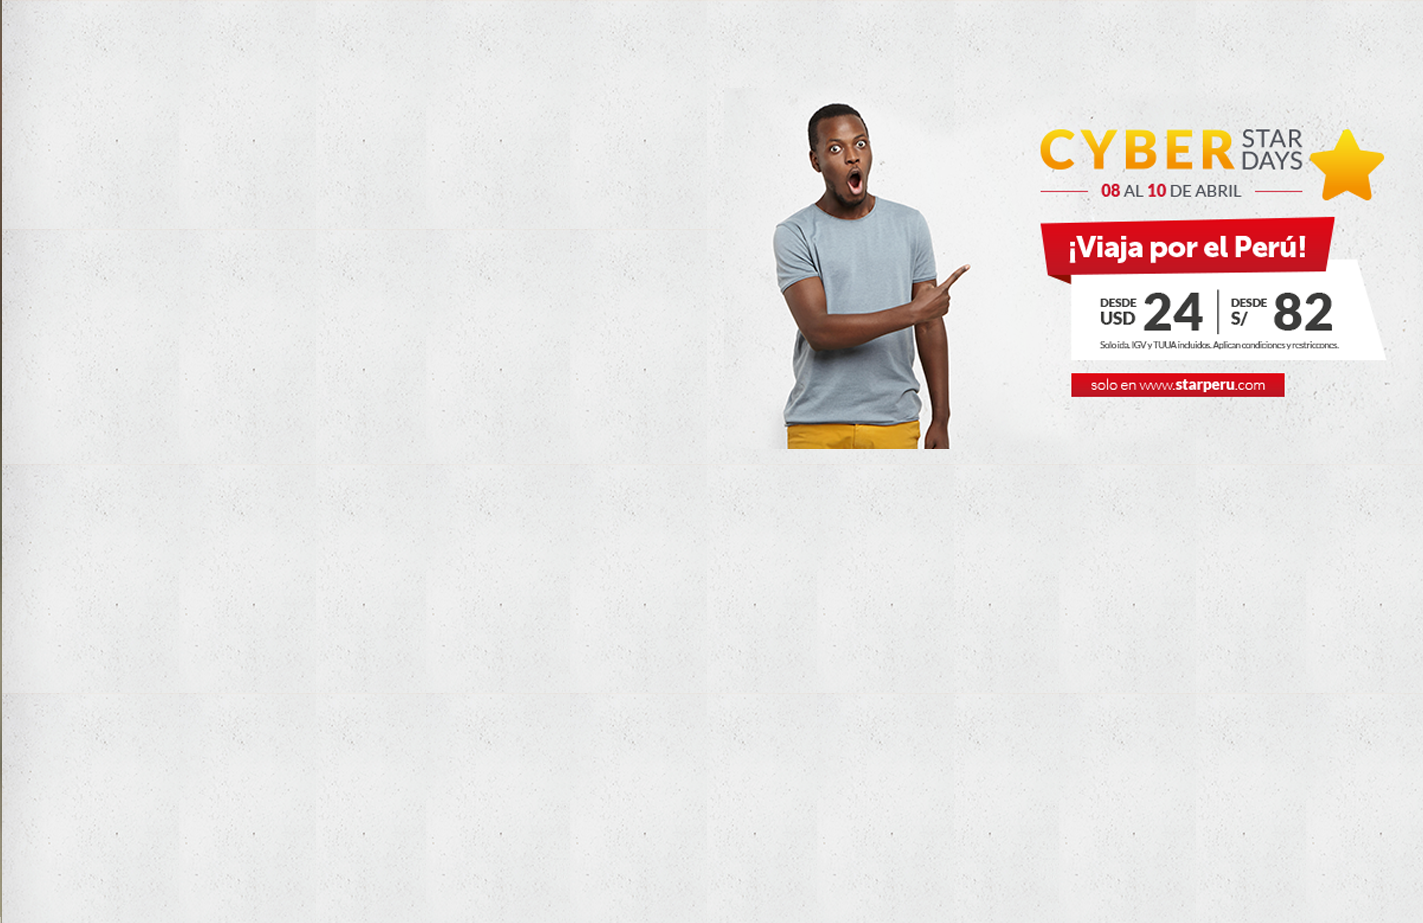 CYBER STAR DAYS
08 AL 10 DE ABRIL
¡Viaja por el Perú!
DESDE USD 24 DESDE S/ 82
Solo ida. IGV y TUUA incluidos. Aplican condiciones y restricciones.
solo en www.starperu.com